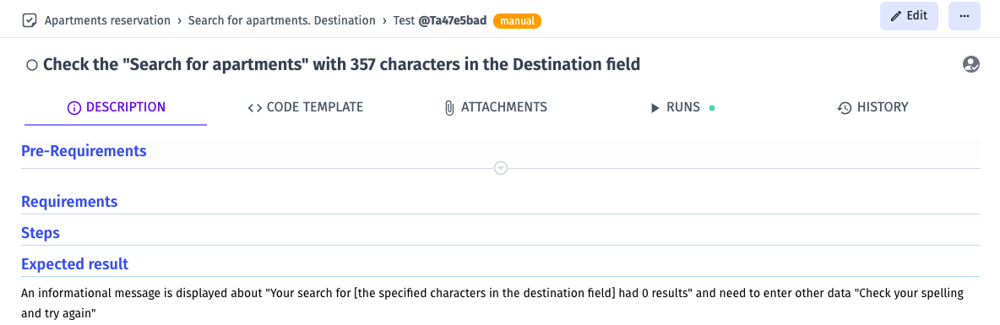 Apartments reservation › Search for apartments. Destination › Test @Ta47e5bad manual
Edit ...
Check the "Search for apartments" with 357 characters in the Destination field
DESCRIPTION <> CODE TEMPLATE ATTACHMENTS RUNS HISTORY
Pre-Requirements
Requirements
Steps
Expected result
An informational message is displayed about "Your search for [the specified characters in the destination field] had 0 results" and need to enter other data "Check your spelling
and try again"